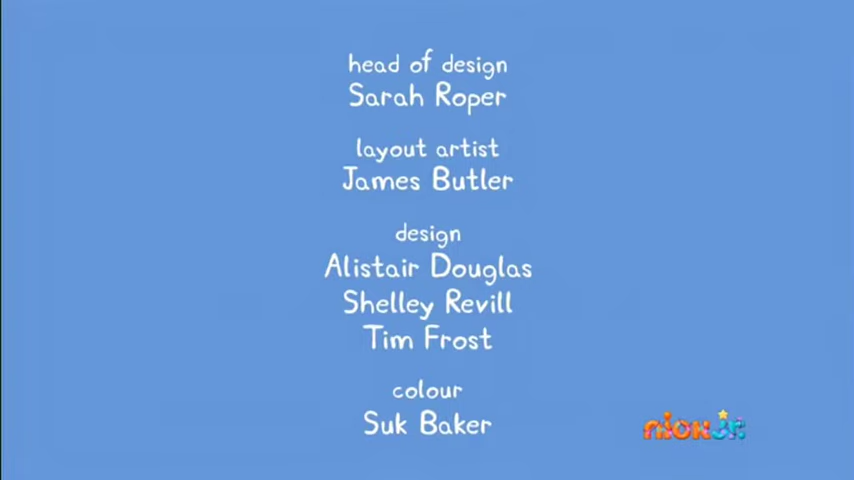 head of design
Sarah Roper
layout artist
James Butler
design
Alistair Douglas
Shelley Revill
Tim Frost
colour
Suk Baker
nick jr.